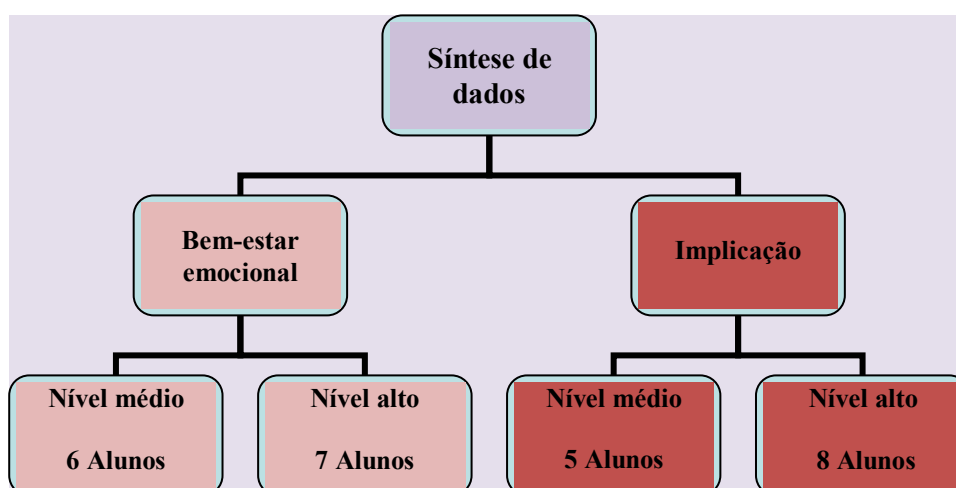 Síntese de
dados
Bem-estar
emocional
Implicação
Nível médio
6 Alunos
Nível alto
7 Alunos
Nível médio
5 Alunos
Nível alto
8 Alunos